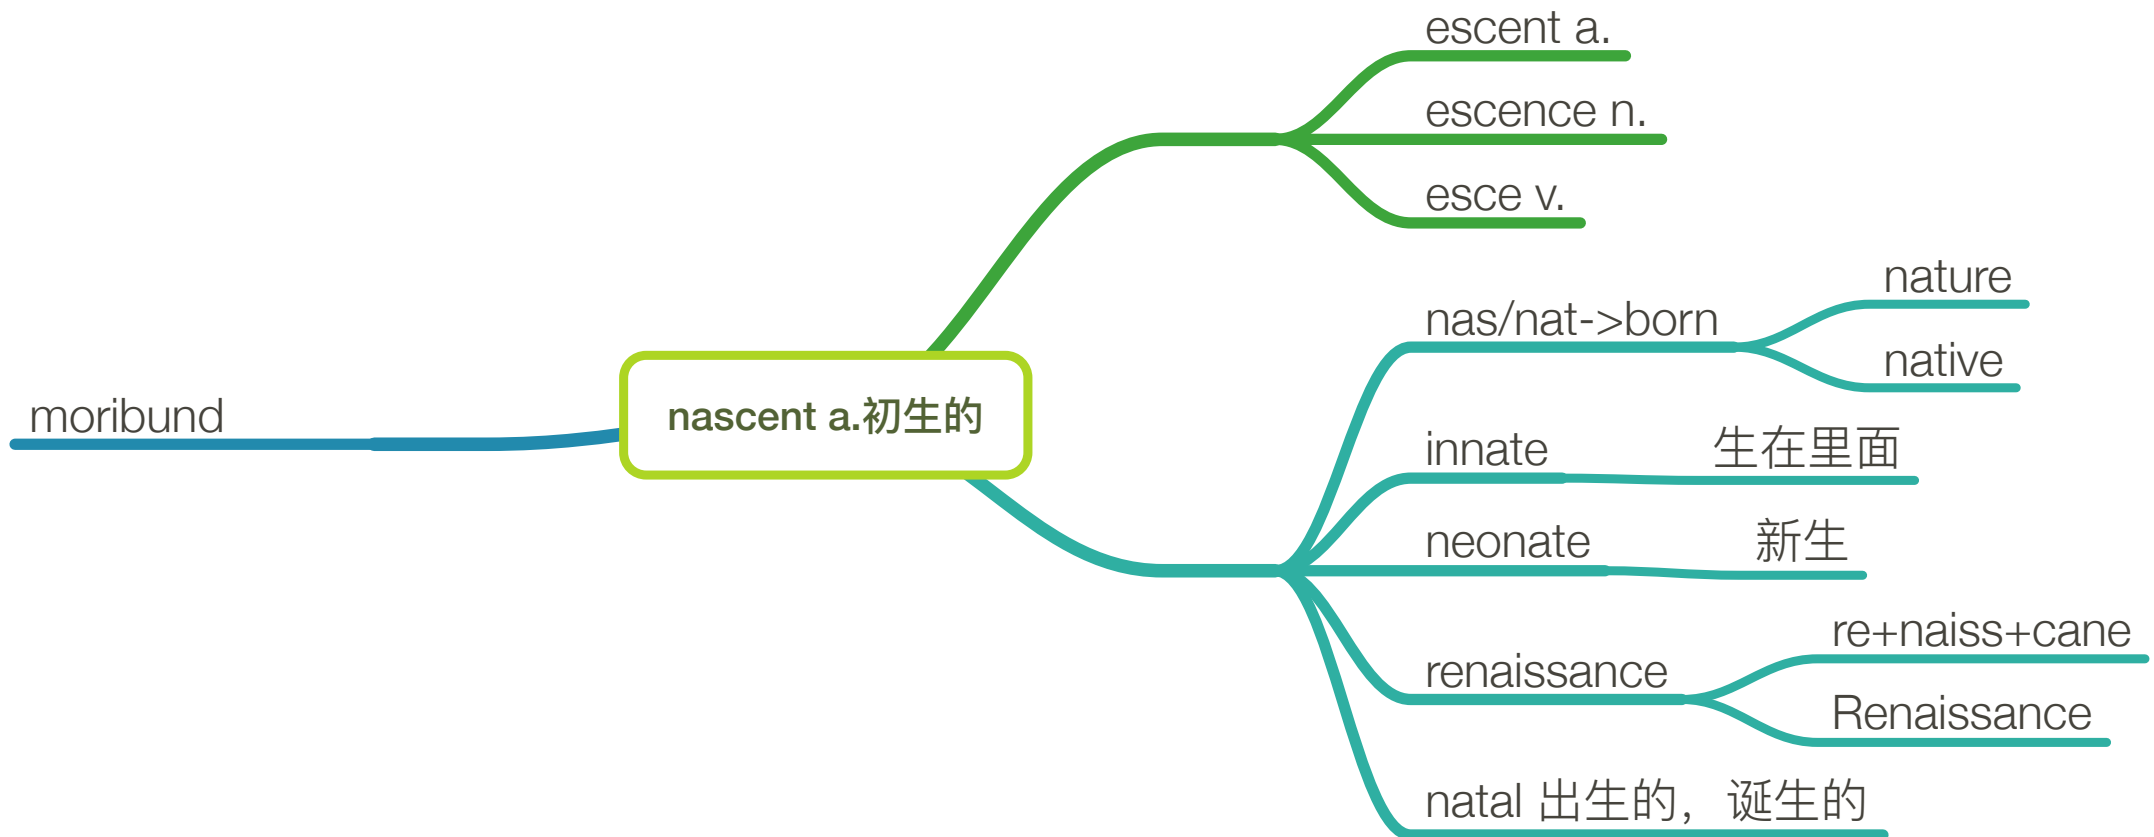 escent a.
escence n.
esce v.
nature
nas/nat->born
native
moribund
nascent a.初生的
innate
生在里面
neonate
新生
re+naiss+cane
renaissance
Renaissance
natal 出生的，诞生的